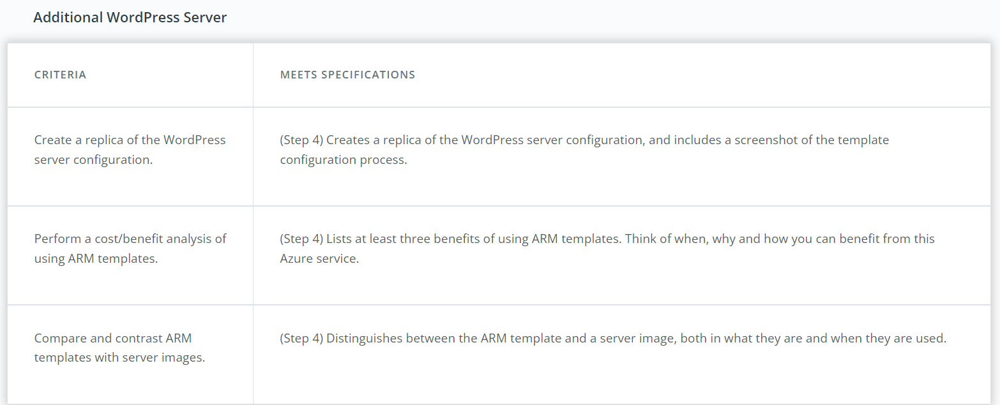 Additional WordPress Server
CRITERIA
MEETS SPECIFICATIONS
Create a replica of the WordPress
server configuration.
(Step 4) Creates a replica of the WordPress server configuration, and includes a screenshot of the template
configuration process.
Perform a cost/benefit analysis of
using ARM templates.
(Step 4) Lists at least three benefits of using ARM templates. Think of when, why and how you can benefit from this
Azure service.
Compare and contrast ARM
templates with server images.
(Step 4) Distinguishes between the ARM template and a server image, both in what they are and when they are used.